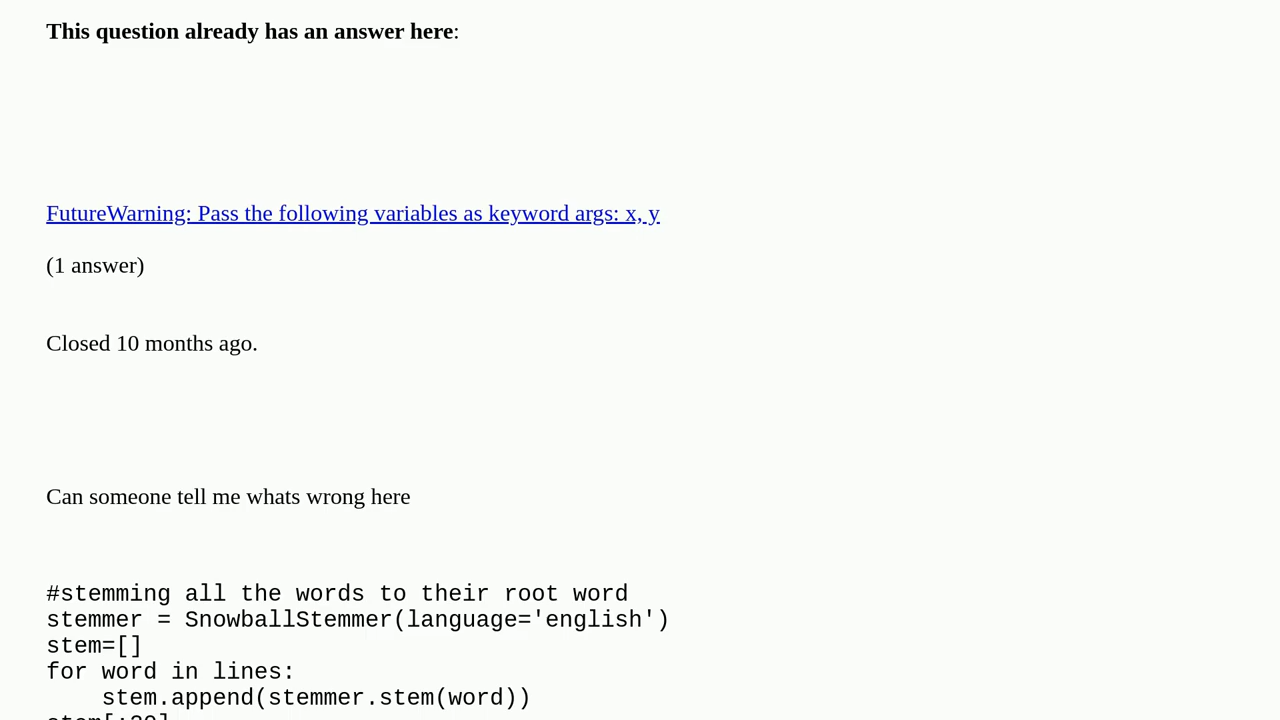 This question already has an answer here:
FutureWarning: Pass the following variables as keyword args: x, y
(1 answer)
Closed 10 months ago.
Can someone tell me whats wrong here
#stemming all the words to their root word
stemmer = SnowballStemmer(language='english')
stem=[]
for word in lines:
    stem.append(stemmer.stem(word))